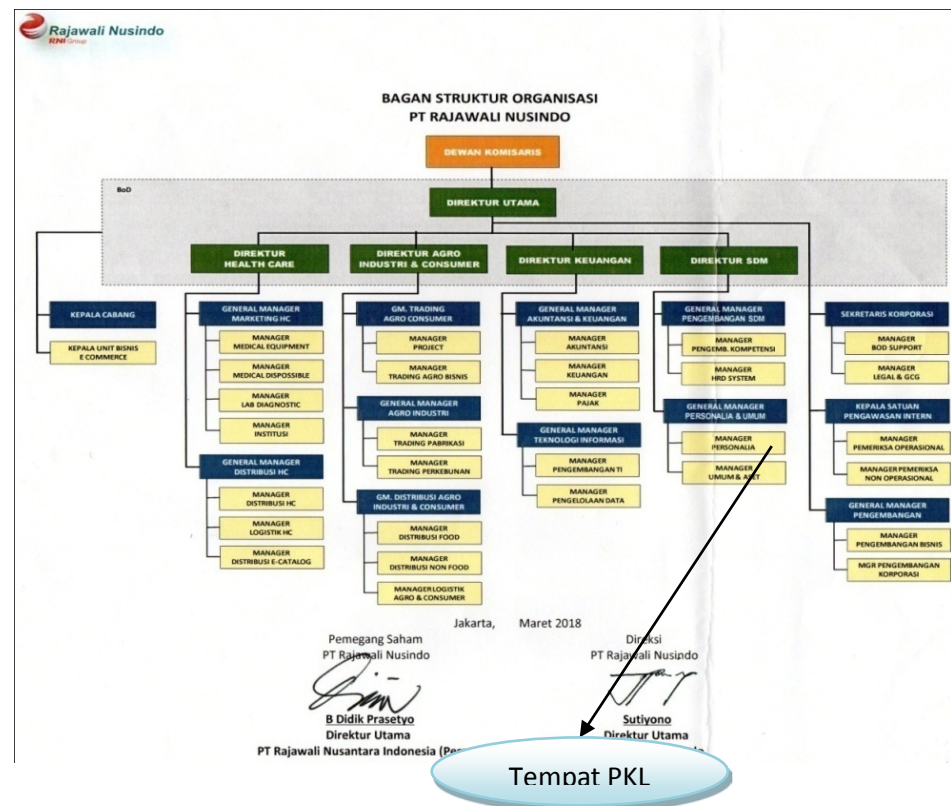 Rajawali Nusindo
RNI Group
BAGAN STRUKTUR ORGANISASI
PT RAJAWALI NUSINDO
DEWAN KOMISARIS
BoD
DIREKTUR UTAMA
DIREKTUR
HEALTH CARE
DIREKTUR AGRO
INDUSTRI & CONSUMER
DIREKTUR KEUANGAN
DIREKTUR SDM
KEPALA CABANG
KEPALA UNIT BISNIS
E COMMERCE
GENERAL MANAGER
MARKETING HC
MANAGER
MEDICAL EQUIPMENT
MANAGER
MEDICAL DISPOSSIBLE
MANAGER
LAB DIAGNOSTIC
MANAGER
INSTITUSI
GENERAL MANAGER
DISTRIBUSI HC
MANAGER
DISTRIBUSI HC
MANAGER
LOGISTIK HC
MANAGER
DISTRIBUSI E-CATALOG
GM. TRADING
AGRO CONSUMER
MANAGER
PROJECT
MANAGER
TRADING AGRO BISNIS
GENERAL MANAGER
AGRO INDUSTRI
MANAGER
TRADING PABRIKASI
MANAGER
TRADING PERKEBUNAN
GM. DISTRIBUSI AGRO
INDUSTRI & CONSUMER
MANAGER
DISTRIBUSI FOOD
MANAGER
DISTRIBUSI NON FOOD
MANAGER LOGISTIK
AGRO & CONSUMER
GENERAL MANAGER
AKUNTANSI & KEUANGAN
MANAGER
AKUNTANSI
MANAGER
KEUANGAN
MANAGER
PAJAK
GENERAL MANAGER
TEKNOLOGI INFORMASI
MANAGER
PENGEMBANGAN TI
MANAGER
PENGELOLAAN DATA
GENERAL MANAGER
PENGEMBANGAN SDM
MANAGER
PENGEMB. KOMPETENSI
MANAGER
HRD SYSTEM
GENERAL MANAGER
PERSONALIA & UMUM
MANAGER
PERSONALIA
MANAGER
UMUM & ASET
SEKRETARIS KORPORASI
MANAGER
BOD SUPPORT
MANAGER
LEGAL & GCG
KEPALA SATUAN
PENGAWASAN INTERN
MANAGER
PEMERIKSA OPERASIONAL
MANAGER PEMERIKSA
NON OPERASIONAL
GENERAL MANAGER
PENGEMBANGAN
MANAGER
PENGEMBANGAN BISNIS
MGR PENGEMBANGAN
KORPORASI
Jakarta, Maret 2018
Pemegang Saham
PT Rajawali Nusindo
B Didik Prasetyo
Direktur Utama
PT Rajawali Nusantara Indonesia
Direksi
PT Rajawali Nusindo
Sutiyono
Direktur Utama
Tempat PKL